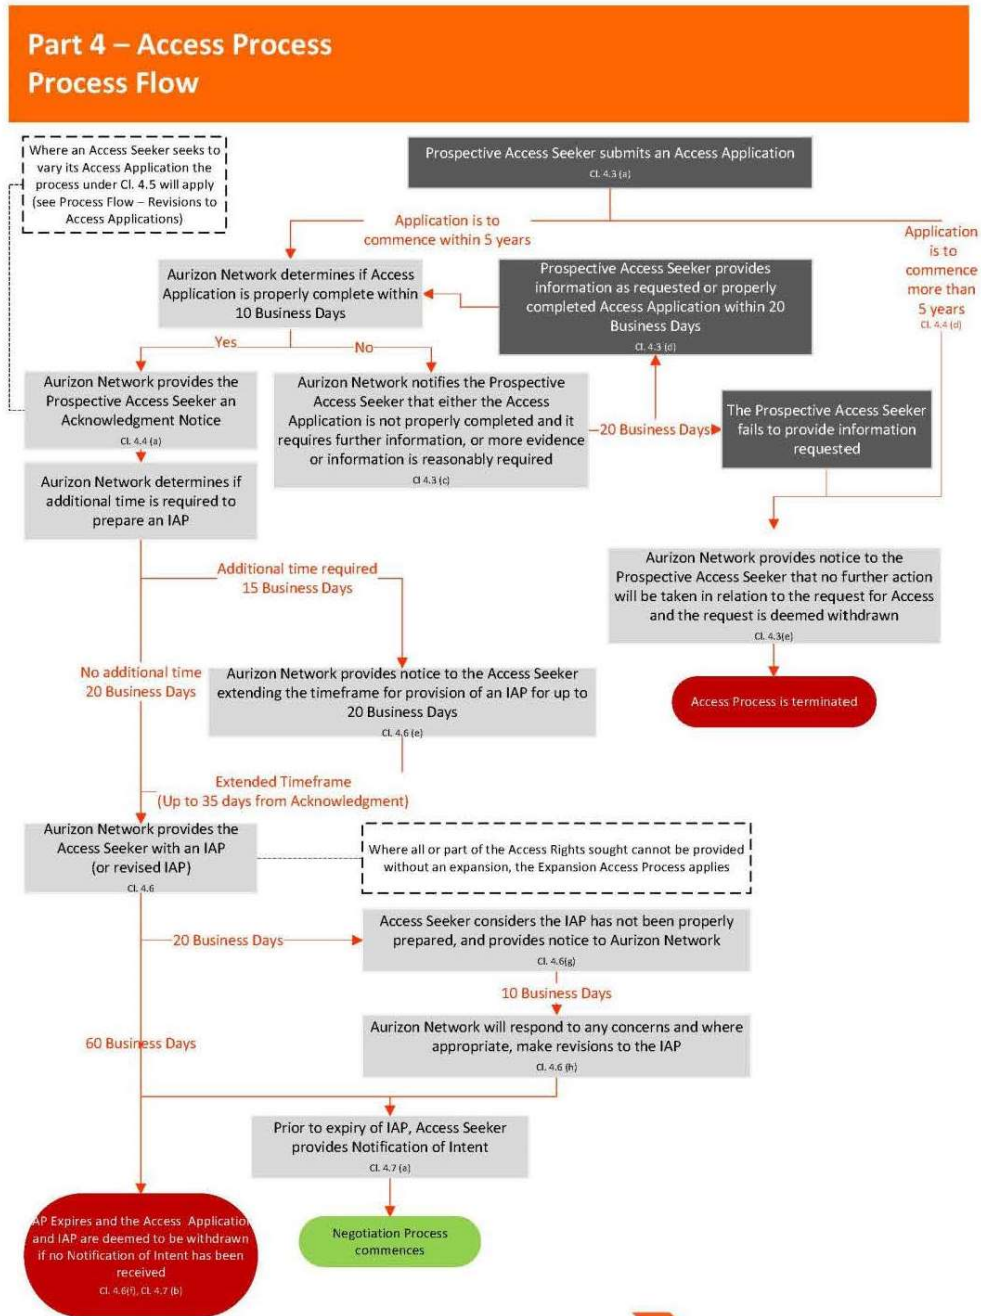 Part 4 – Access Process
Process Flow
Where an Access Seeker seeks to
vary its Access Application the
process under Cl. 4.5 will apply
(see Process Flow – Revisions to
Access Applications)
Prospective Access Seeker submits an Access Application
Cl. 4.3 (a)
Application is to
commence within 5 years
Application
is to
commence
more than
5 years
Cl. 4.4 (d)
Aurizon Network determines if Access
Application is properly complete within
10 Business Days
Prospective Access Seeker provides
information as requested or properly
completed Access Application within 20
Business Days
Cl. 4.3 (d)
Yes
No
Aurizon Network provides the
Prospective Access Seeker an
Acknowledgment Notice
Cl. 4.4 (a)
Aurizon Network notifies the Prospective
Access Seeker that either the Access
Application is not properly completed and it
requires further information, or more evidence
or information is reasonably required
Cl 4.3 (c)
20 Business Days
The Prospective Access Seeker
fails to provide information
requested
Aurizon Network determines if
additional time is required to
prepare an IAP
Additional time required
15 Business Days
Aurizon Network provides notice to the
Prospective Access Seeker that no further action
will be taken in relation to the request for Access
and the request is deemed withdrawn
Cl. 4.3(e)
No additional time
20 Business Days
Aurizon Network provides notice to the Access Seeker
extending the timeframe for provision of an IAP for up to
20 Business Days
Cl. 4.6 (e)
Access Process is terminated
Extended Timeframe
(Up to 35 days from Acknowledgment)
Aurizon Network provides the
Access Seeker with an IAP
(or revised IAP)
Cl. 4.6
Where all or part of the Access Rights sought cannot be provided
without an expansion, the Expansion Access Process applies
20 Business Days
Access Seeker considers the IAP has not been properly
prepared, and provides notice to Aurizon Network
Cl. 4.6(g)
10 Business Days
60 Business Days
Aurizon Network will respond to any concerns and where
appropriate, make revisions to the IAP
Cl. 4.6 (h)
Prior to expiry of IAP, Access Seeker
provides Notification of Intent
Cl. 4.7 (a)
AP Expires and the Access Application
and IAP are deemed to be withdrawn
if no Notification of Intent has been
received
Cl. 4.6(f), Cl. 4.7 (b)
Negotiation Process
commences